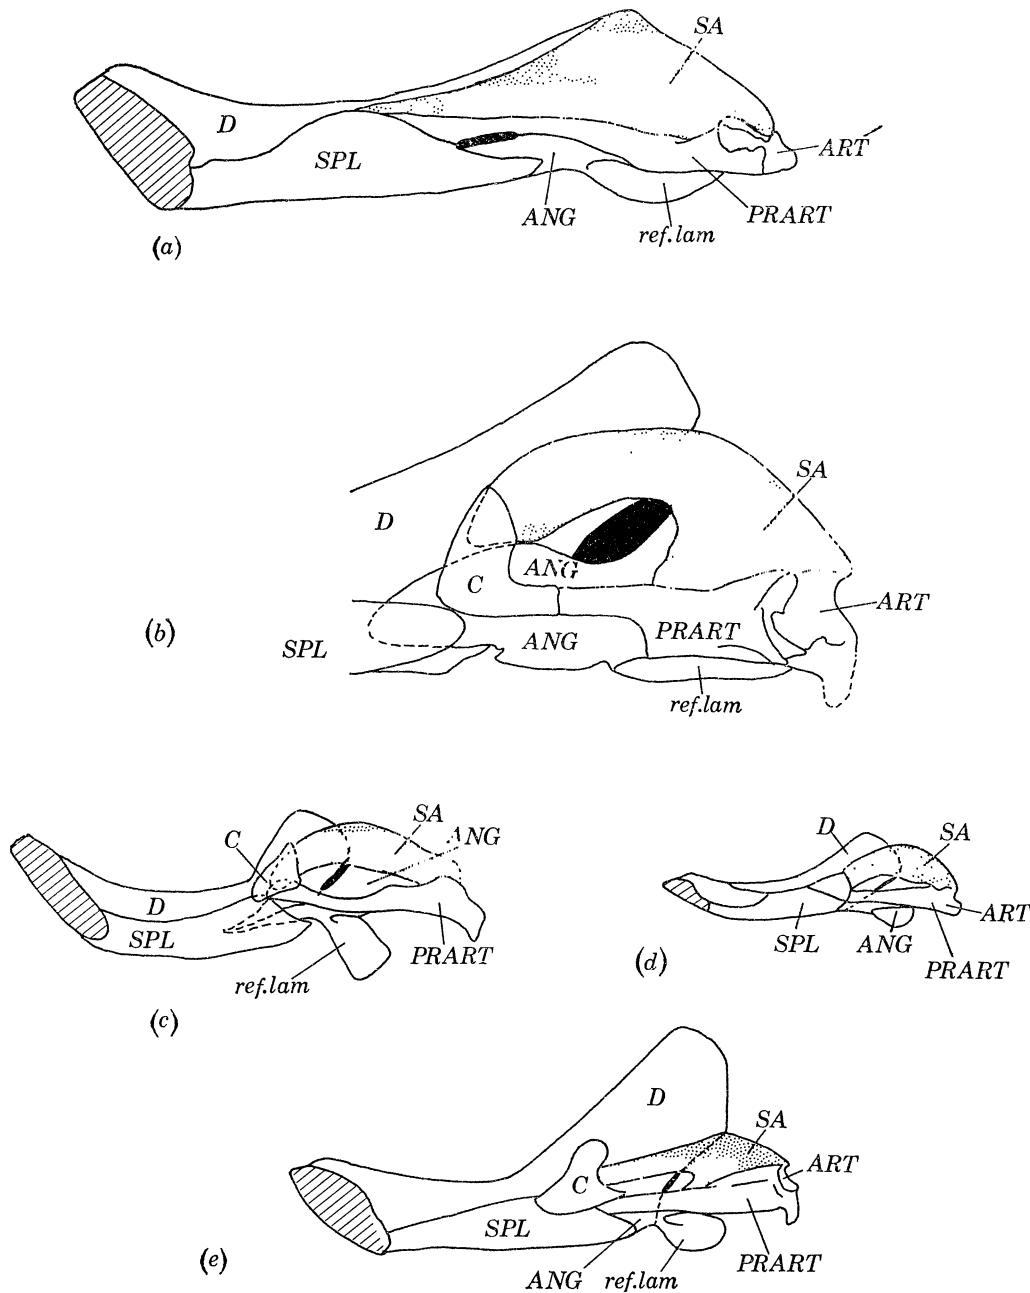 SA
D
SPL
ART
ANG
PRART
ref.lam
(a)
SA
D
ANG
C
ART
(b)
SPL
ANG
PRART
ref.lam
C
SA
ANG
D
SPL
PRART
ref.lam
(c)
D
SA
ART
SPL
ANG
PRART
(d)
D
SA
ART
C
SPL
PRART
(e)
ANG
ref.lam